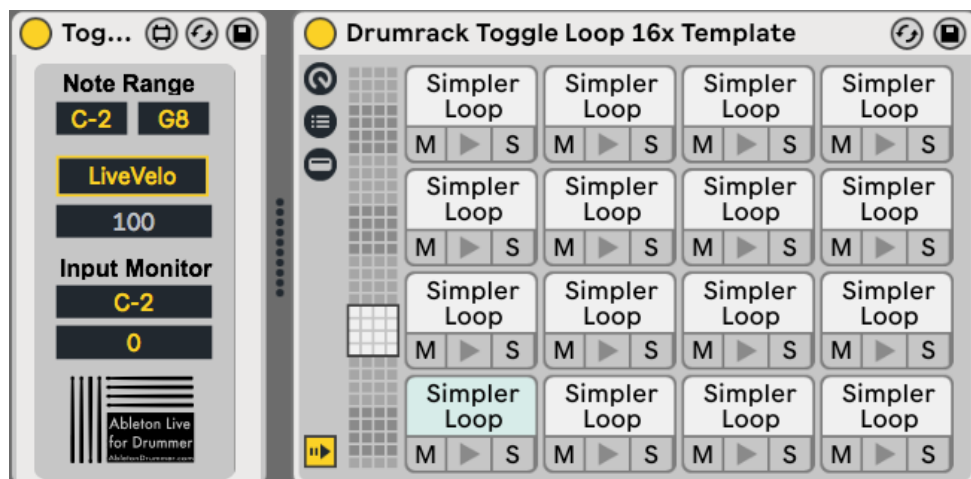 Tog...
Note Range
C-2 G8
LiveVelo
100
Input Monitor
C-2
0
Ableton Live
for Drummer
AbletonDrummer.com
Drumrack Toggle Loop 16x Template
Simpler Loop Simpler Loop Simpler Loop Simpler Loop
M S M S M S M S
Simpler Loop Simpler Loop Simpler Loop Simpler Loop
M S M S M S M S
Simpler Loop Simpler Loop Simpler Loop Simpler Loop
M S M S M S M S
Simpler Loop Simpler Loop Simpler Loop Simpler Loop
M S M S M S M S